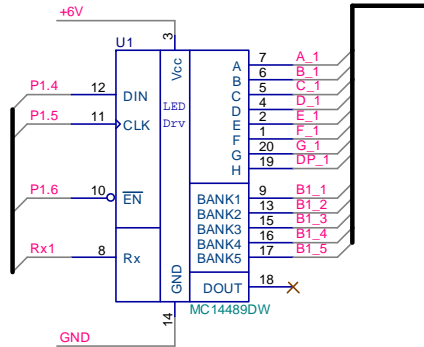 +6V
3
U1
Vcc
P1.4 12 DIN LED A 7 A_1
B 6 B_1
P1.5 11 CLK Drv C 5 C_1
D 4 D_1
E 2 E_1
F 1 F_1
G 20 G_1
H 19 DP_1
P1.6 10 EN BANK1 9 B1_1
BANK2 13 B1_2
BANK3 15 B1_3
BANK4 16 B1_4
Rx1 8 Rx BANK5 17 B1_5
GND DOUT 18
MC14489DW
14
GND